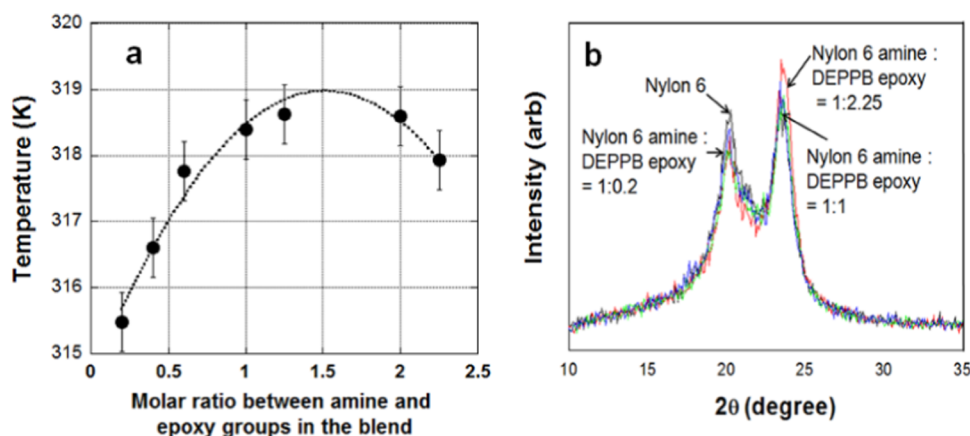 a
320
319
318
317
316
315
Temperature (K)
0
0.5
1
1.5
2
2.5
Molar ratio between amine and
epoxy groups in the blend
b
Nylon 6
Nylon 6 amine :
DEPPB epoxy
= 1:2.25
Nylon 6 amine :
DEPPB epoxy
= 1:0.2
Nylon 6 amine :
DEPPB epoxy
= 1:1
Intensity (arb)
10
15
20
25
30
35
2θ (degree)